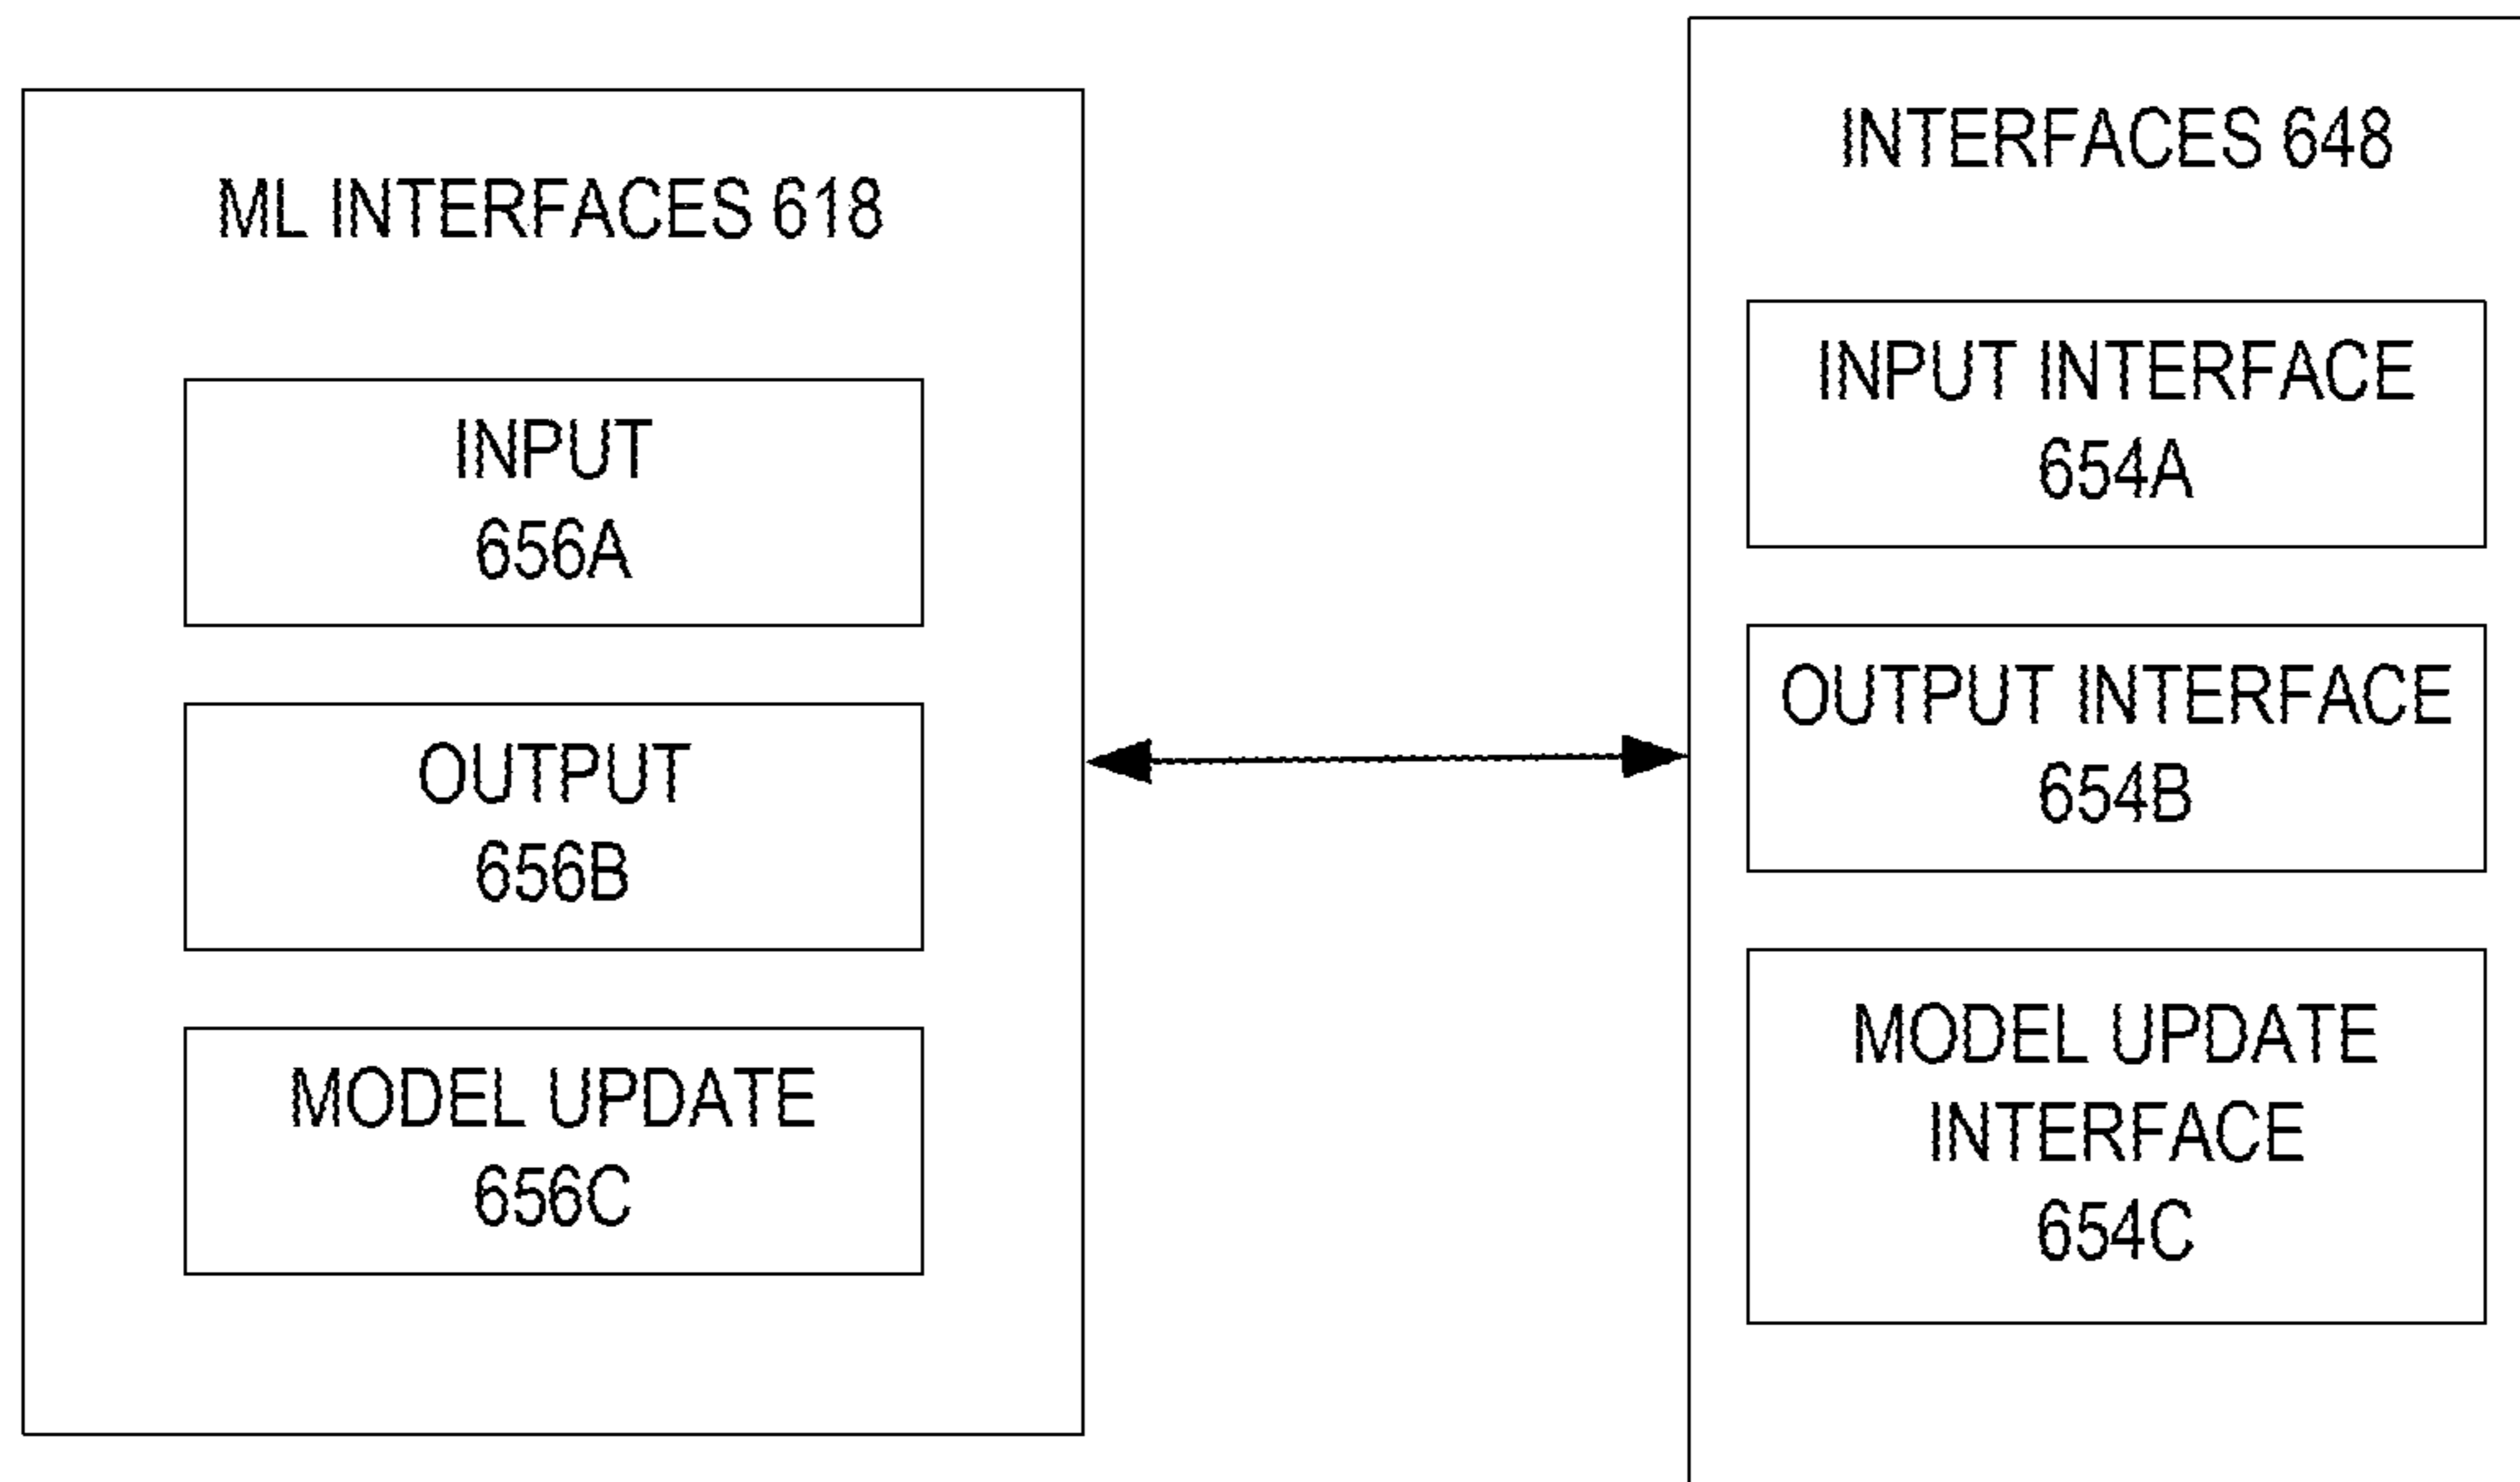 ML INTERFACES 618
INPUT
656A
OUTPUT
656B
MODEL UPDATE
656C
INTERFACES 648
INPUT INTERFACE
654A
OUTPUT INTERFACE
654B
MODEL UPDATE
INTERFACE
654C